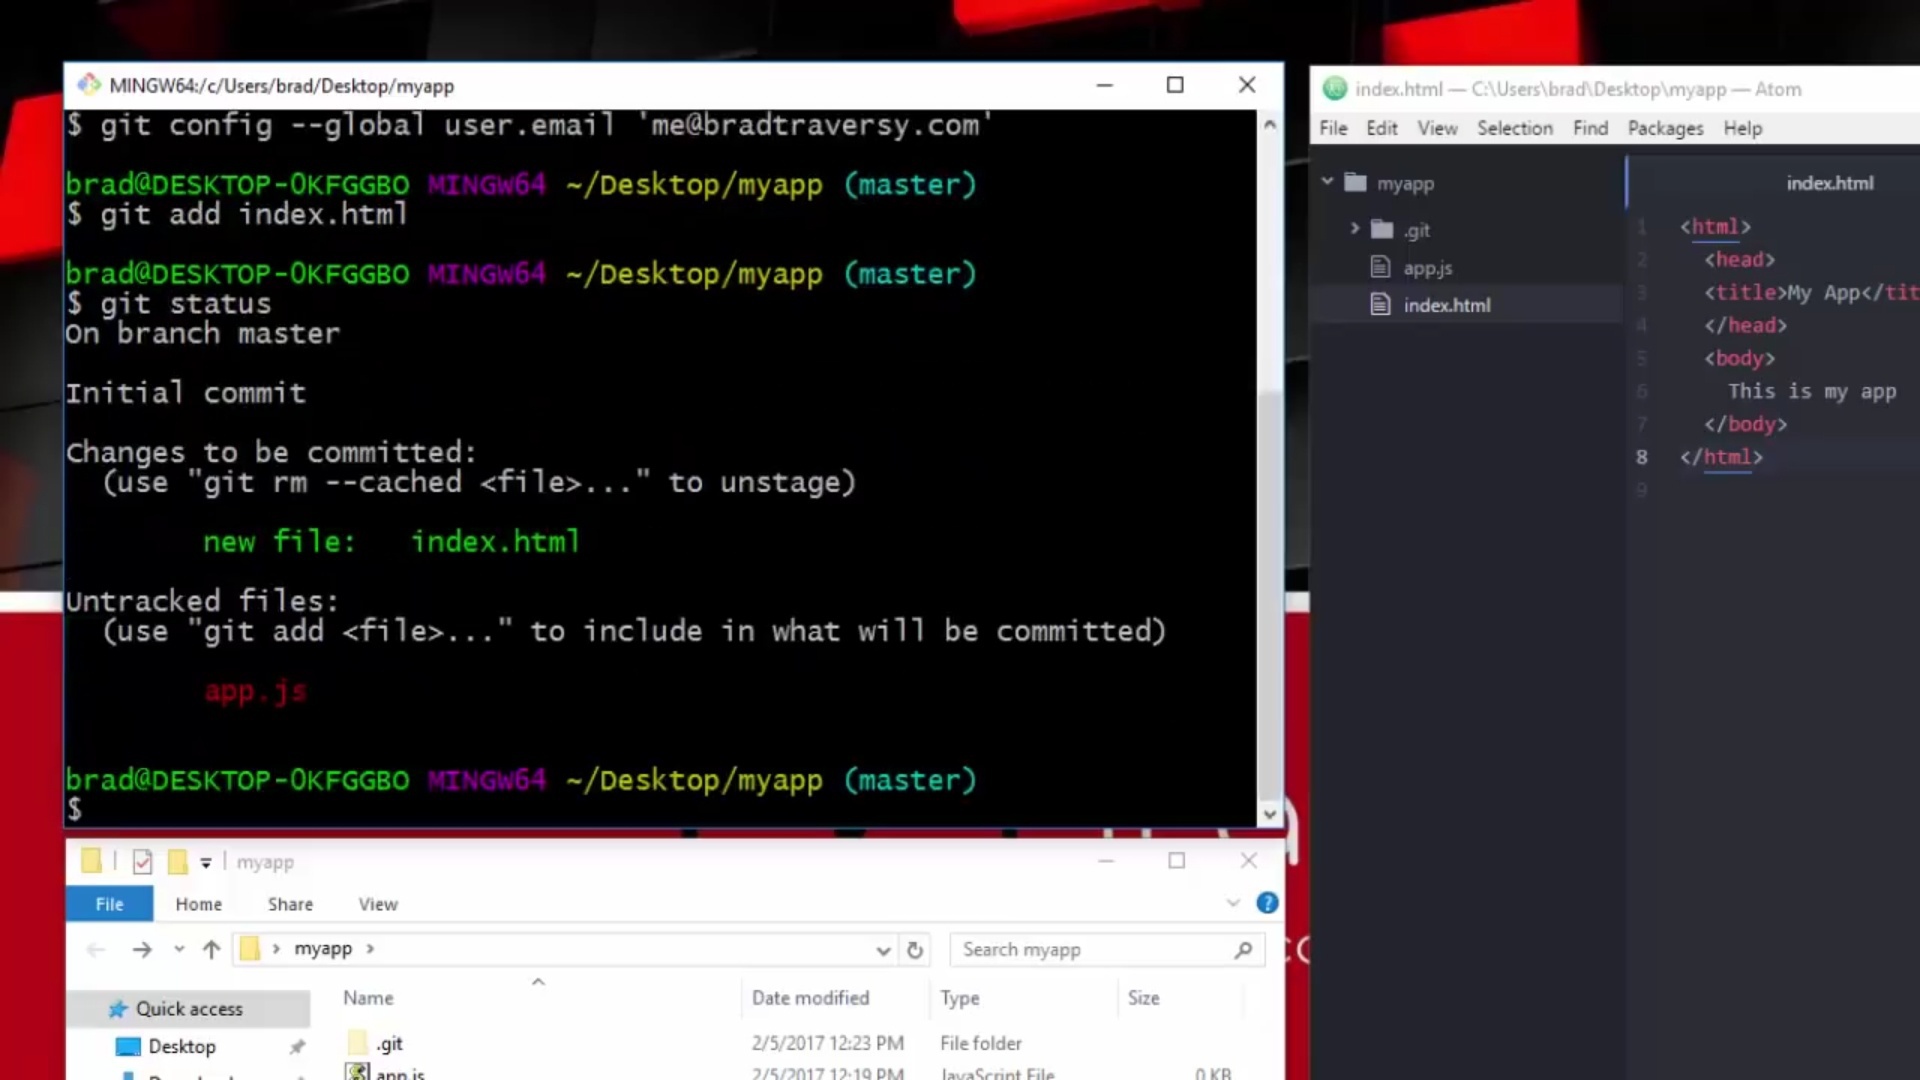 MINGW64:/c/Users/brad/Desktop/myapp
$ git config --global user.email 'me@bradtraversy.com'
brad@DESKTOP-0KFGGBO MINGW64 ~/Desktop/myapp (master)
$ git add index.html
brad@DESKTOP-0KFGGBO MINGW64 ~/Desktop/myapp (master)
$ git status
On branch master
Initial commit
Changes to be committed:
(use "git rm --cached <file>..." to unstage)
new file: index.html
Untracked files:
(use "git add <file>..." to include in what will be committed)
app.js
brad@DESKTOP-0KFGGBO MINGW64 ~/Desktop/myapp (master)
$
index.html — C:\Users\brad\Desktop\myapp — Atom
File Edit View Selection Find Packages Help
myapp
.git
app.js
index.html
index.html
1 <html>
2 <head>
3 <title>My App</tit
4 </head>
5 <body>
6 This is my app
7 </body>
8 </html>
9
myapp
File Home Share View
myapp
Search myapp
Quick access
Desktop
Name Date modified Type Size
.git 2/5/2017 12:23 PM File folder
app.js 2/5/2017 12:19 PM JavaScript File 0 KB